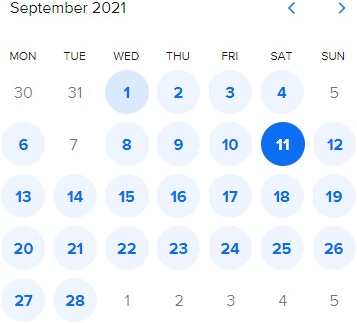 September 2021
MON TUE WED THU FRI SAT SUN
30 31 1 2 3 4 5
6 7 8 9 10 11 12
13 14 15 16 17 18 19
20 21 22 23 24 25 26
27 28 1 2 3 4 5